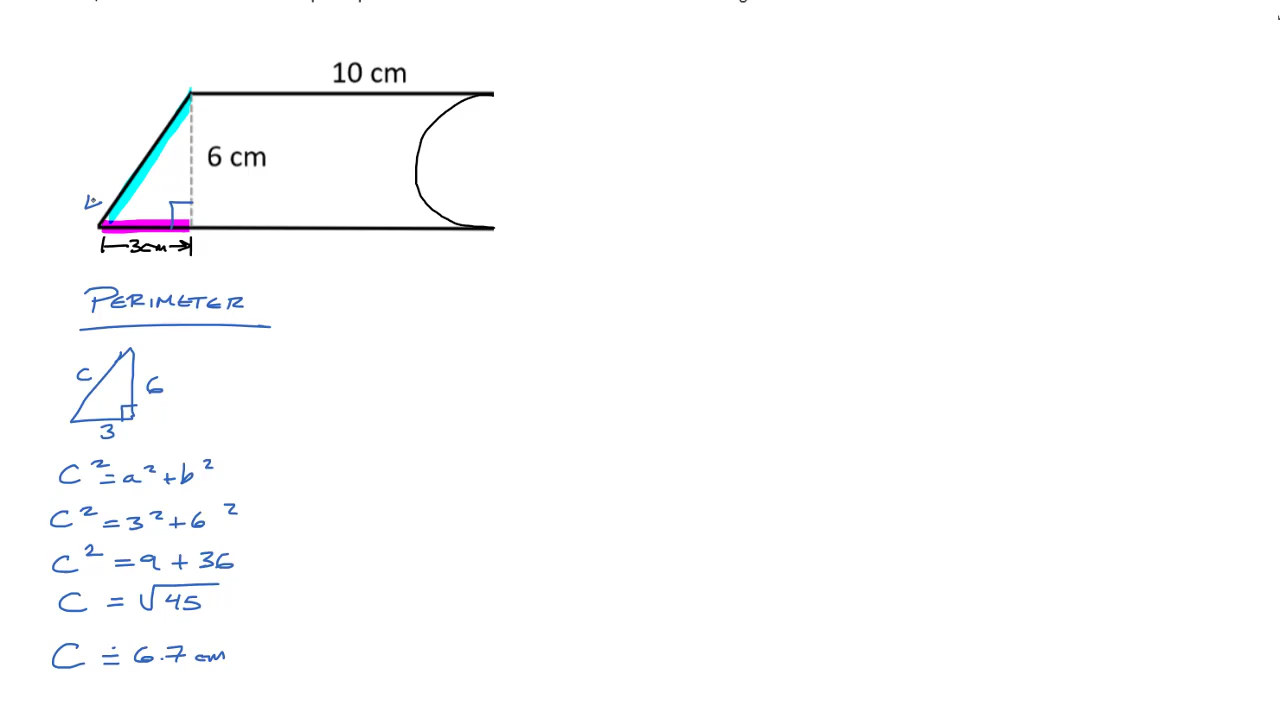 10 cm
6 cm
3cm
PERIMETER
C
6
3
C² = a² + b²
C² = 3² + 6²
C² = 9 + 36
C = √45
C ≐ 6.7 cm